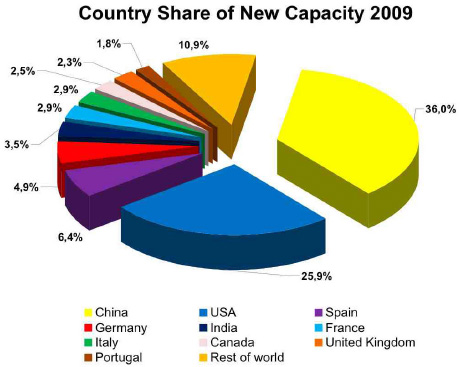 Country Share of New Capacity 2009
1,8%
10,9%
2,3%
2,5%
2,9%
2,9%
3,5%
4,9%
6,4%
36,0%
25,9%
China USA Spain
Germany India France
Italy Canada United Kingdom
Portugal Rest of world